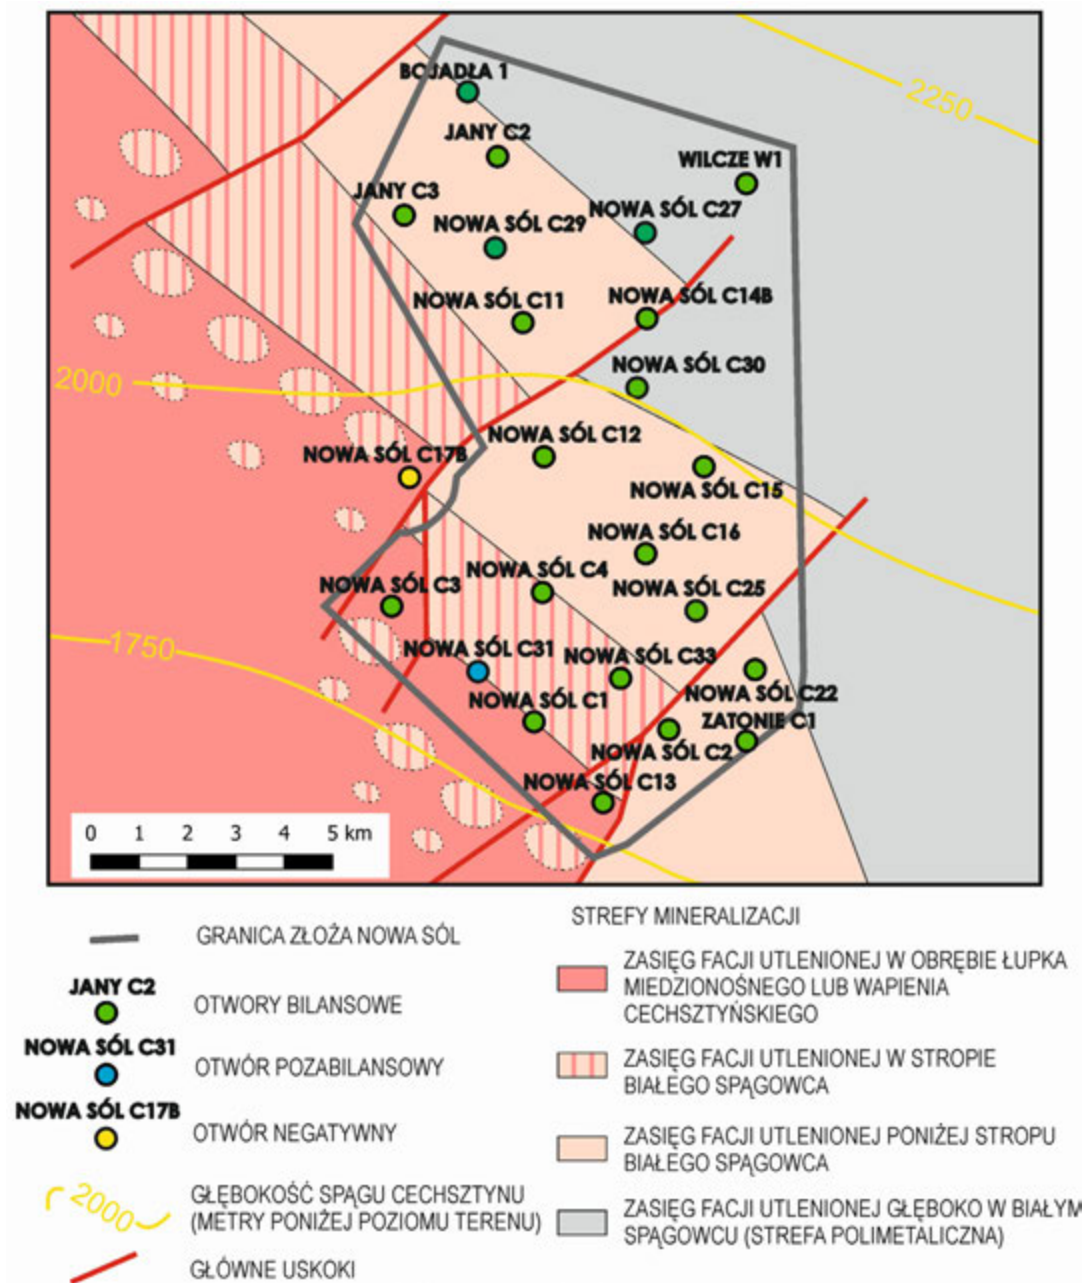 BOJADŁA 1
2250
JANY C2
WILCZE W1
JANY C3
NOWA SÓL C27
NOWA SÓL C29
NOWA SÓL C11
NOWA SÓL C14B
NOWA SÓL C30
2000
NOWA SÓL C12
NOWA SÓL C17B
NOWA SÓL C15
NOWA SÓL C16
NOWA SÓL C4
NOWA SÓL C3
NOWA SÓL C25
1750
NOWA SÓL C31
NOWA SÓL C33
NOWA SÓL C22
NOWA SÓL C1
ZATONIE C1
NOWA SÓL C2
NOWA SÓL C13
0 1 2 3 4 5 km
GRANICA ZŁOŻA NOWA SÓL
JANY C2
OTWORY BILANSOWE
NOWA SÓL C31
OTWÓR POZABILANSOWY
NOWA SÓL C17B
OTWÓR NEGATYWNY
2000
GŁĘBOKOŚĆ SPĄGU CECHSZTYNU
(METRY PONIŻEJ POZIOMU TERENU)
GŁÓWNE USKOKI
STREFY MINERALIZACJI
ZASIĘG FACJI UTLENIONEJ W OBRĘBIE ŁUPKA
MIEDZIONOŚNEGO LUB WAPIENIA
CECHSZTYŃSKIEGO
ZASIĘG FACJI UTLENIONEJ W STROPIE
BIAŁEGO SPĄGOWCA
ZASIĘG FACJI UTLENIONEJ PONIŻEJ STROPU
BIAŁEGO SPĄGOWCA
ZASIĘG FACJI UTLENIONEJ GŁĘBOKO W BIAŁYM
SPĄGOWCU (STREFA POLIMETALICZNA)